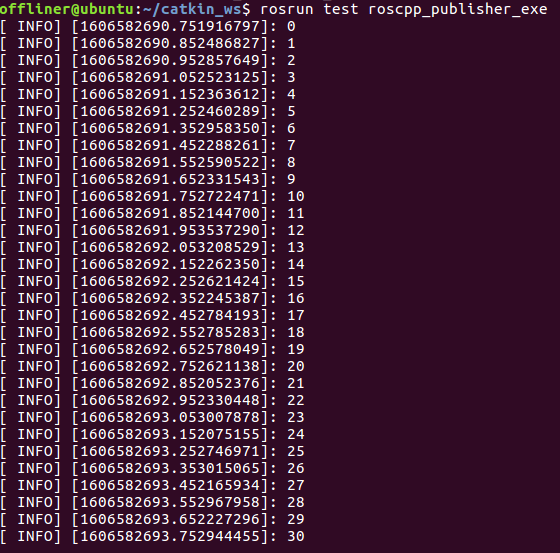 offliner@ubuntu:~/catkin_ws$ rosrun test roscpp_publisher_exe
[ INFO] [1606582690.751916797]: 0
[ INFO] [1606582690.852486827]: 1
[ INFO] [1606582690.952857649]: 2
[ INFO] [1606582691.052523125]: 3
[ INFO] [1606582691.152363612]: 4
[ INFO] [1606582691.252460289]: 5
[ INFO] [1606582691.352958350]: 6
[ INFO] [1606582691.452288261]: 7
[ INFO] [1606582691.552590522]: 8
[ INFO] [1606582691.652331543]: 9
[ INFO] [1606582691.752722471]: 10
[ INFO] [1606582691.852144700]: 11
[ INFO] [1606582691.953537290]: 12
[ INFO] [1606582692.053208529]: 13
[ INFO] [1606582692.152262350]: 14
[ INFO] [1606582692.252621424]: 15
[ INFO] [1606582692.352245387]: 16
[ INFO] [1606582692.452784193]: 17
[ INFO] [1606582692.552785283]: 18
[ INFO] [1606582692.652578049]: 19
[ INFO] [1606582692.752621138]: 20
[ INFO] [1606582692.852052376]: 21
[ INFO] [1606582692.952330448]: 22
[ INFO] [1606582693.053007878]: 23
[ INFO] [1606582693.152075155]: 24
[ INFO] [1606582693.252746971]: 25
[ INFO] [1606582693.353015065]: 26
[ INFO] [1606582693.452165934]: 27
[ INFO] [1606582693.552967958]: 28
[ INFO] [1606582693.652227296]: 29
[ INFO] [1606582693.752944455]: 30